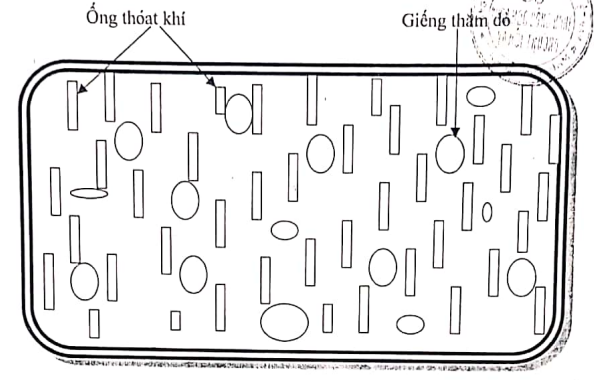 Ống thoát khí
Giếng thăm dò